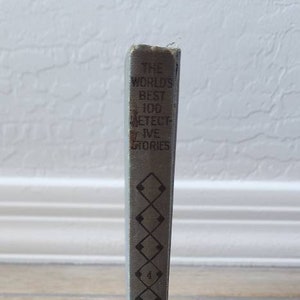 THE
WORLD'S
BEST
100
DETECT-
IVE
STORIES
4